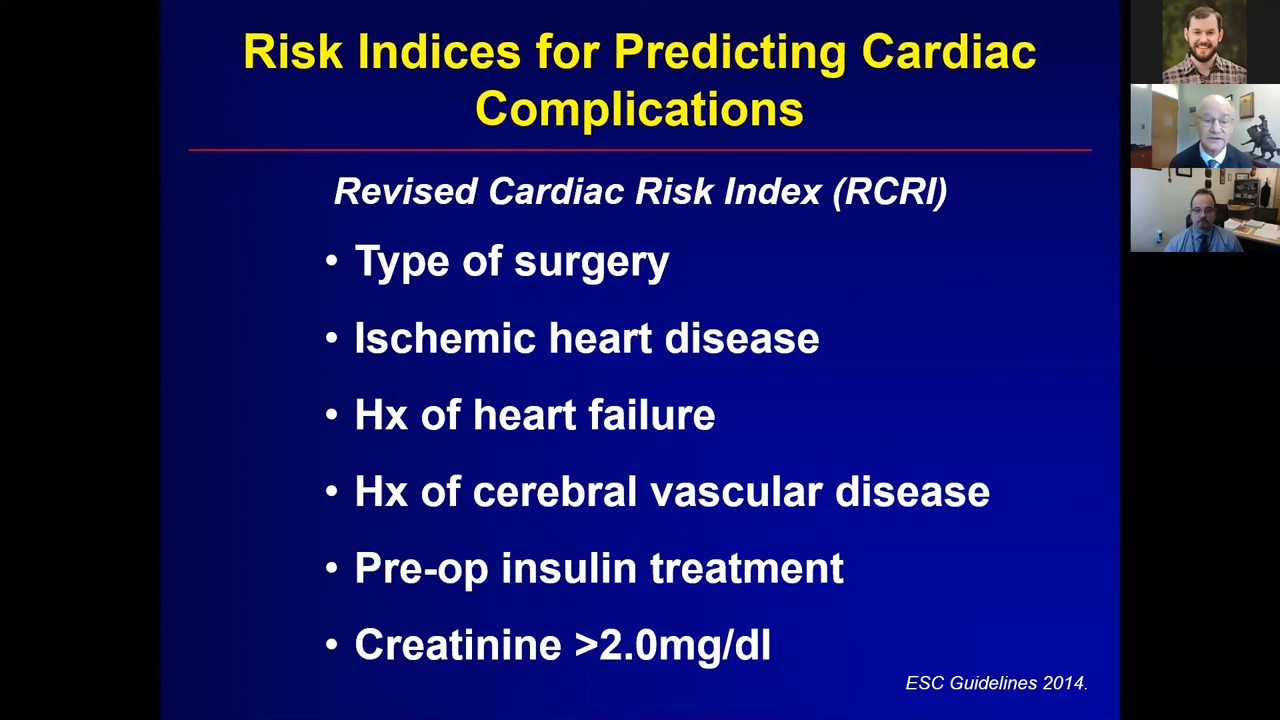 Risk Indices for Predicting Cardiac
Complications
Revised Cardiac Risk Index (RCRI)
• Type of surgery
• Ischemic heart disease
• Hx of heart failure
• Hx of cerebral vascular disease
• Pre-op insulin treatment
• Creatinine >2.0mg/dl
ESC Guidelines 2014.